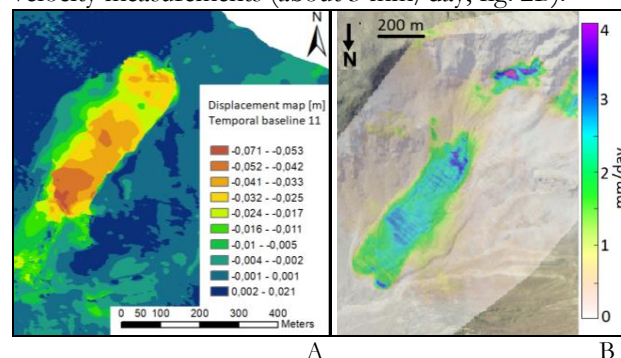 velocity measurements (about 3 mm/day, fig. 2B).
N
Displacement map [m]
Temporal baseline 11
-0,071 - -0,053
-0,052 - -0,042
-0,041 - -0,033
-0,032 - -0,025
-0,024 - -0,017
-0,016 - -0,011
-0,01 - -0,005
-0,004 - -0,002
-0,001 - 0,001
0,002 - 0,021
0 50 100 200 300 400
Meters
200 m
N
4
3
2
1
0
mm/day
A
B